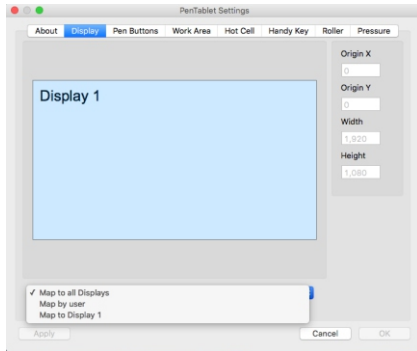 PenTablet Settings
About Display Pen Buttons Work Area Hot Cell Handy Key Roller Pressure
Display 1
Origin X
0
Origin Y
0
Width
1,920
Height
1,080
✓ Map to all Displays
Map by user
Map to Display 1
Apply Cancel OK